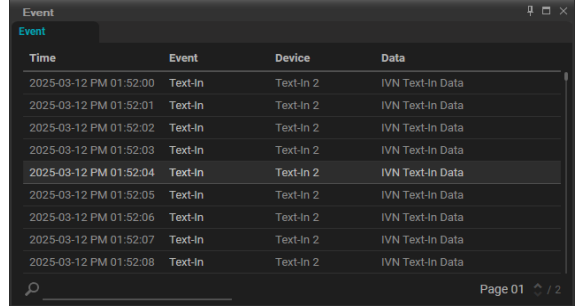 Event
Event
Time Event Device Data
2025-03-12 PM 01:52:00 Text-In Text-In 2 IVN Text-In Data
2025-03-12 PM 01:52:01 Text-In Text-In 2 IVN Text-In Data
2025-03-12 PM 01:52:02 Text-In Text-In 2 IVN Text-In Data
2025-03-12 PM 01:52:03 Text-In Text-In 2 IVN Text-In Data
2025-03-12 PM 01:52:04 Text-In Text-In 2 IVN Text-In Data
2025-03-12 PM 01:52:05 Text-In Text-In 2 IVN Text-In Data
2025-03-12 PM 01:52:06 Text-In Text-In 2 IVN Text-In Data
2025-03-12 PM 01:52:07 Text-In Text-In 2 IVN Text-In Data
2025-03-12 PM 01:52:08 Text-In Text-In 2 IVN Text-In Data
Page 01 / 2